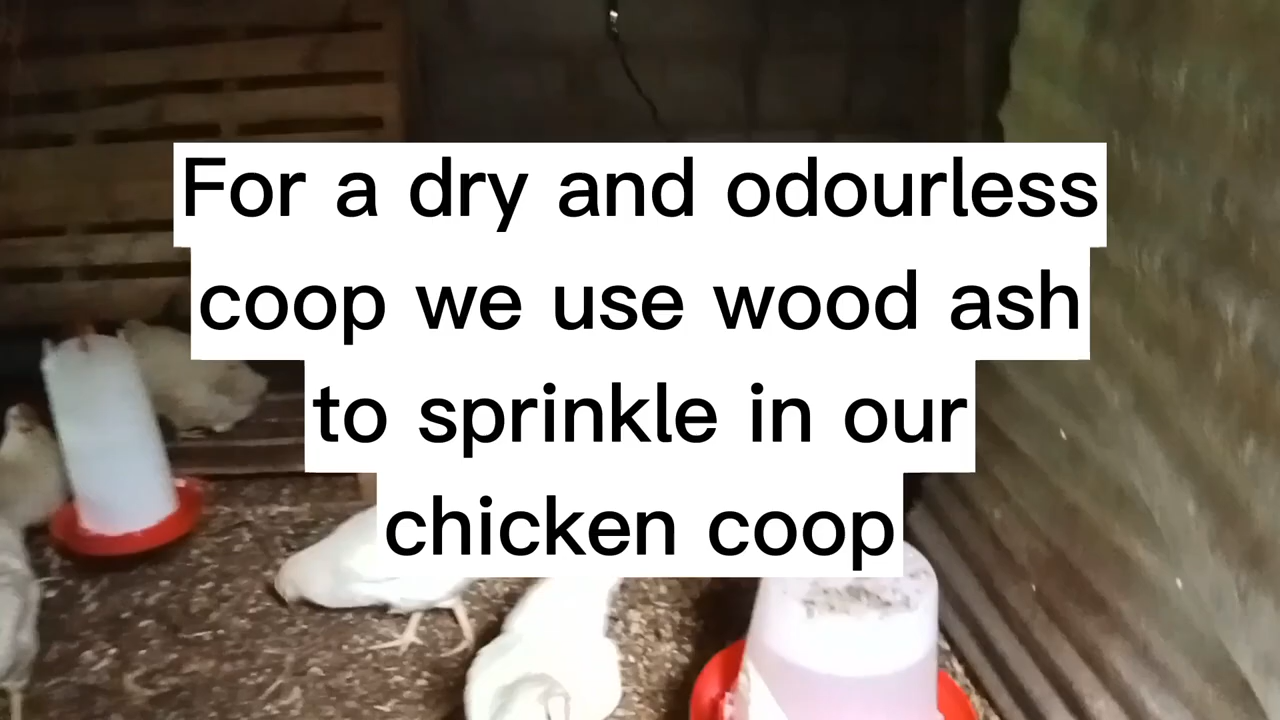 For a dry and odourless
coop we use wood ash
to sprinkle in our
chicken coop